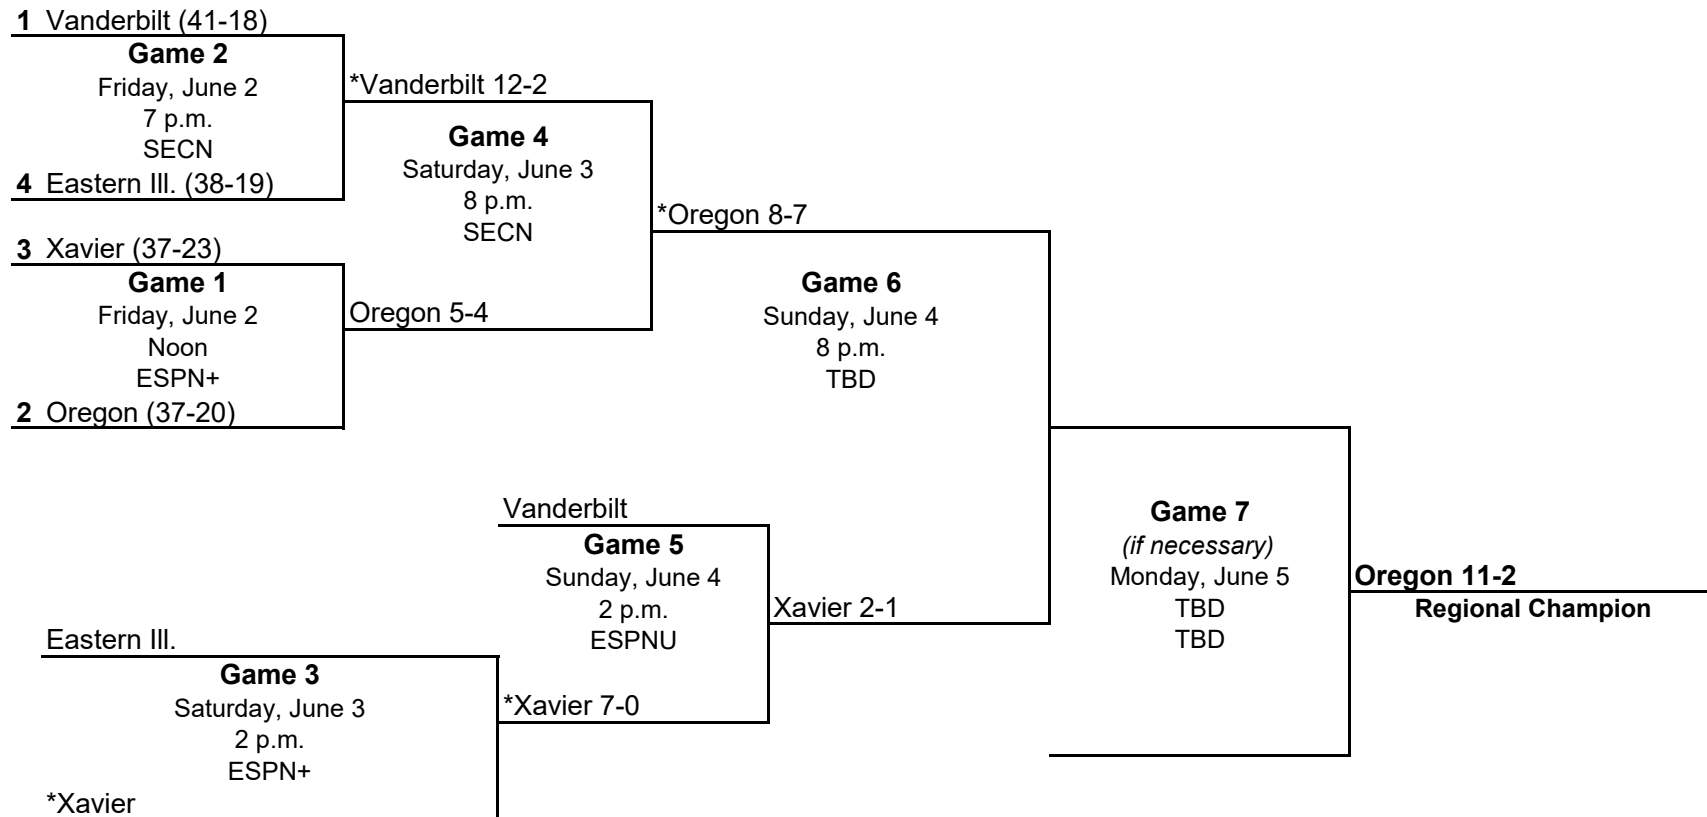 1 Vanderbilt (41-18)
Game 2
Friday, June 2
7 p.m.
SECN
4 Eastern Ill. (38-19)
*Vanderbilt 12-2
Game 4
Saturday, June 3
8 p.m.
SECN
3 Xavier (37-23)
Game 1
Friday, June 2
Noon
ESPN+
2 Oregon (37-20)
Oregon 5-4
*Oregon 8-7
Game 6
Sunday, June 4
8 p.m.
TBD
Vanderbilt
Game 5
Sunday, June 4
2 p.m.
ESPNU
Xavier 2-1
Eastern Ill.
Game 3
Saturday, June 3
2 p.m.
ESPN+
*Xavier
*Xavier 7-0
Game 7
(if necessary)
Monday, June 5
TBD
TBD
Oregon 11-2
Regional Champion